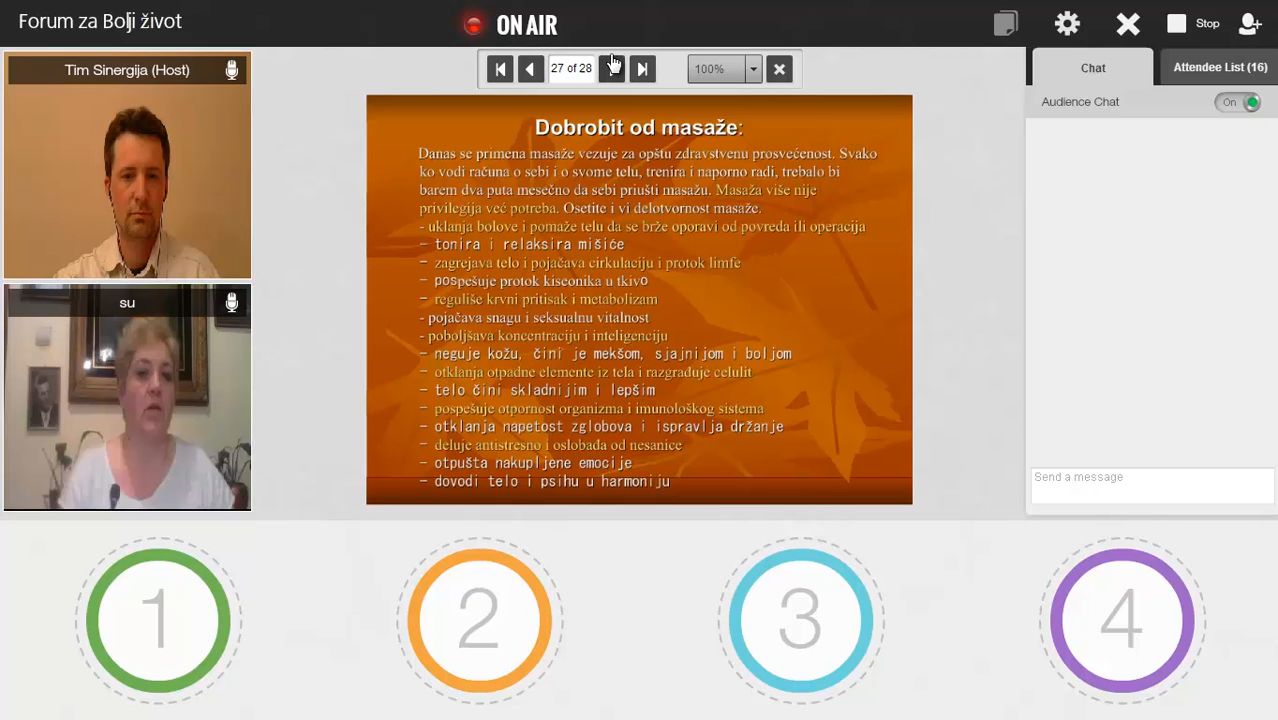 Forum za Bolji život
ON AIR
Stop
Tim Sinergija (Host)
su
27 of 28
100%
Dobrobit od masaže:
Danas se primena masaže vezuje za opštu zdravstvenu prosvećenost. Svako
ko vodi računa o sebi i o svome telu, trenira i naporno radi, trebalo bi
barem dva puta mesečno da sebi priušti masažu. Masaža više nije
privilegija već potreba. Osetite i vi delotvornost masaže.
- uklanja bolove i pomaže telu da se brže oporavi od povreda ili operacija
– tonira i relaksira mišiće
– zagrejava telo i pojačava cirkulaciju i protok limfe
– pospešuje protok kiseonika u tkivo
– reguliše krvni pritisak i metabolizam
- pojačava snagu i seksualnu vitalnost
- poboljšava koncentraciju i inteligenciju
– neguje kožu, čini je mekšom, sjajnijom i boljom
– otklanja otpadne elemente iz tela i razgrađuje celulit
– telo čini skladnijim i lepšim
– pospešuje otpornost organizma i imunološkog sistema
– otklanja napetost zglobova i ispravlja držanje
– deluje antistresno i oslobađa od nesanice
– otpušta nakupljene emocije
– dovodi telo i psihu u harmoniju
Chat
Attendee List (16)
Audience Chat
On
Send a message
1
2
3
4